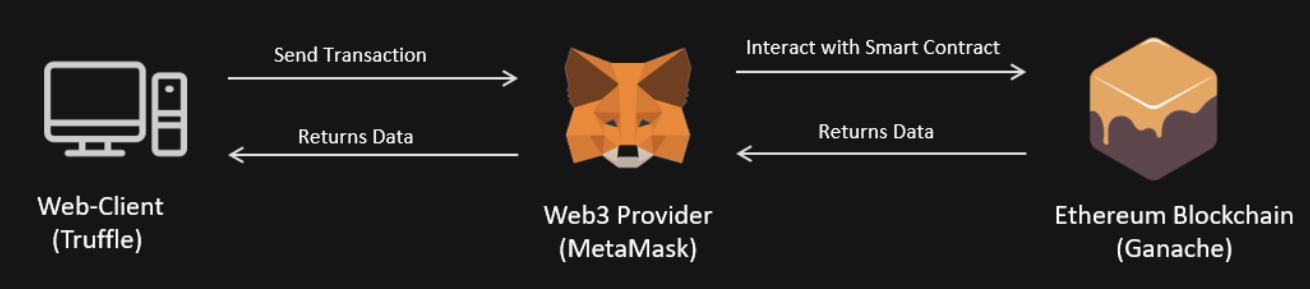 Send Transaction
Interact with Smart Contract
Returns Data
Returns Data
Web-Client
(Truffle)
Web3 Provider
(MetaMask)
Ethereum Blockchain
(Ganache)